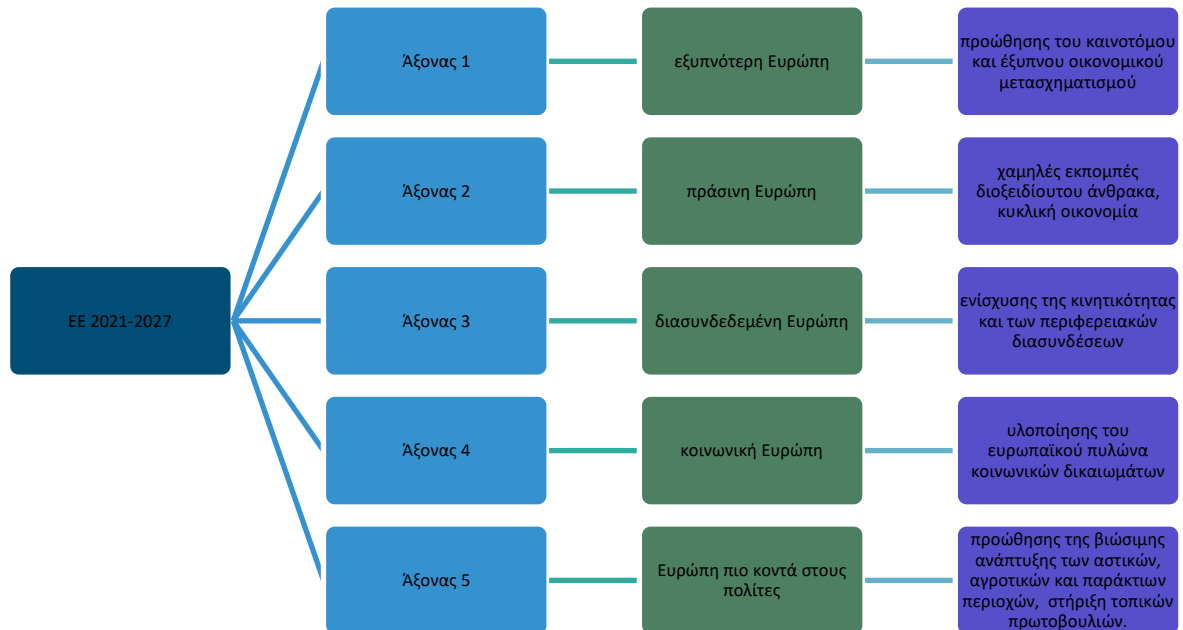 ΕΕ 2021-2027
Άξονας 1
εξυπνότερη Ευρώπη
προώθησης του καινοτόμου
και έξυπνου οικονομικού
μετασχηματισμού
Άξονας 2
πράσινη Ευρώπη
χαμηλές εκπομπές
διοξειδίουτου άνθρακα,
κυκλική οικονομία
Άξονας 3
διασυνδεδεμένη Ευρώπη
ενίσχυσης της κινητικότητας
και των περιφερειακών
διασυνδέσεων
Άξονας 4
κοινωνική Ευρώπη
υλοποίησης του
ευρωπαϊκού πυλώνα
κοινωνικών δικαιωμάτων
Άξονας 5
Ευρώπη πιο κοντά στους
πολίτες
προώθησης της βιώσιμης
ανάπτυξης των αστικών,
αγροτικών και παράκτιων
περιοχών, στήριξη τοπικών
πρωτοβουλιών.